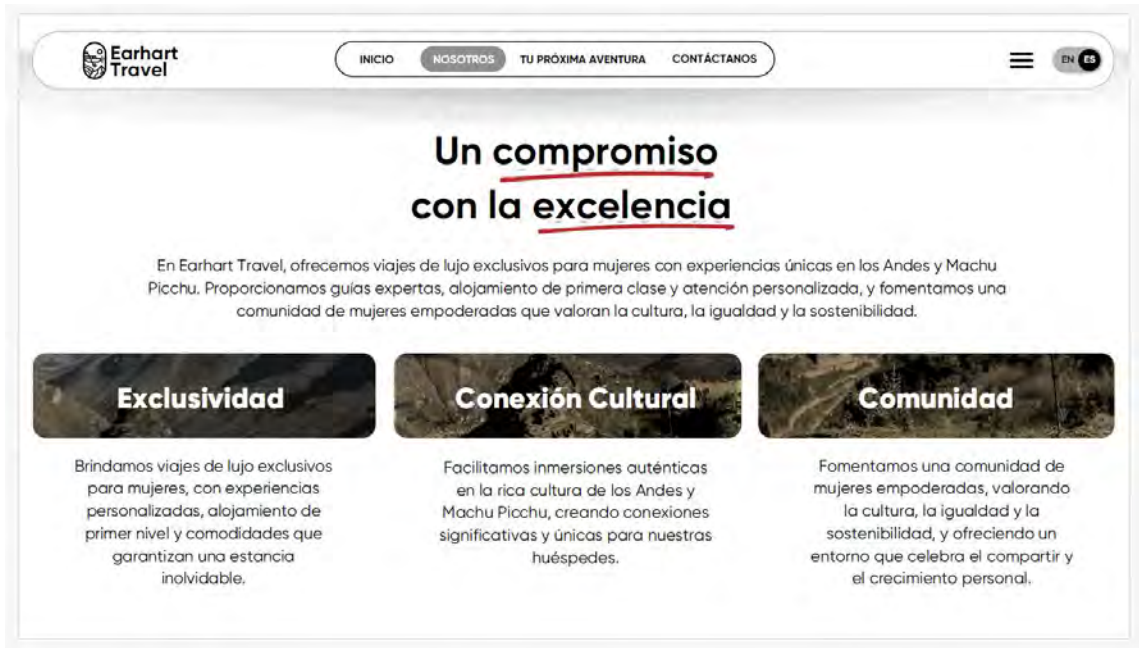 Earhart
Travel
INICIO
NOSOTROS
TU PRÓXIMA AVENTURA
CONTÁCTANOS
EN
ES
Un compromiso
con la excelencia
En Earhart Travel, ofrecemos viajes de lujo exclusivos para mujeres con experiencias únicas en los Andes y Machu
Picchu. Proporcionamos guías expertas, alojamiento de primera clase y atención personalizada, y fomentamos una
comunidad de mujeres empoderadas que valoran la cultura, la igualdad y la sostenibilidad.
Exclusividad
Brindamos viajes de lujo exclusivos
para mujeres, con experiencias
personalizadas, alojamiento de
primer nivel y comodidades que
garantizan una estancia
inolvidable.
Conexión Cultural
Facilitamos inmersiones auténticas
en la rica cultura de los Andes y
Machu Picchu, creando conexiones
significativas y únicas para nuestras
huéspedes.
Comunidad
Fomentamos una comunidad de
mujeres empoderadas, valorando
la cultura, la igualdad y la
sostenibilidad, y ofreciendo un
entorno que celebra el compartir y
el crecimiento personal.